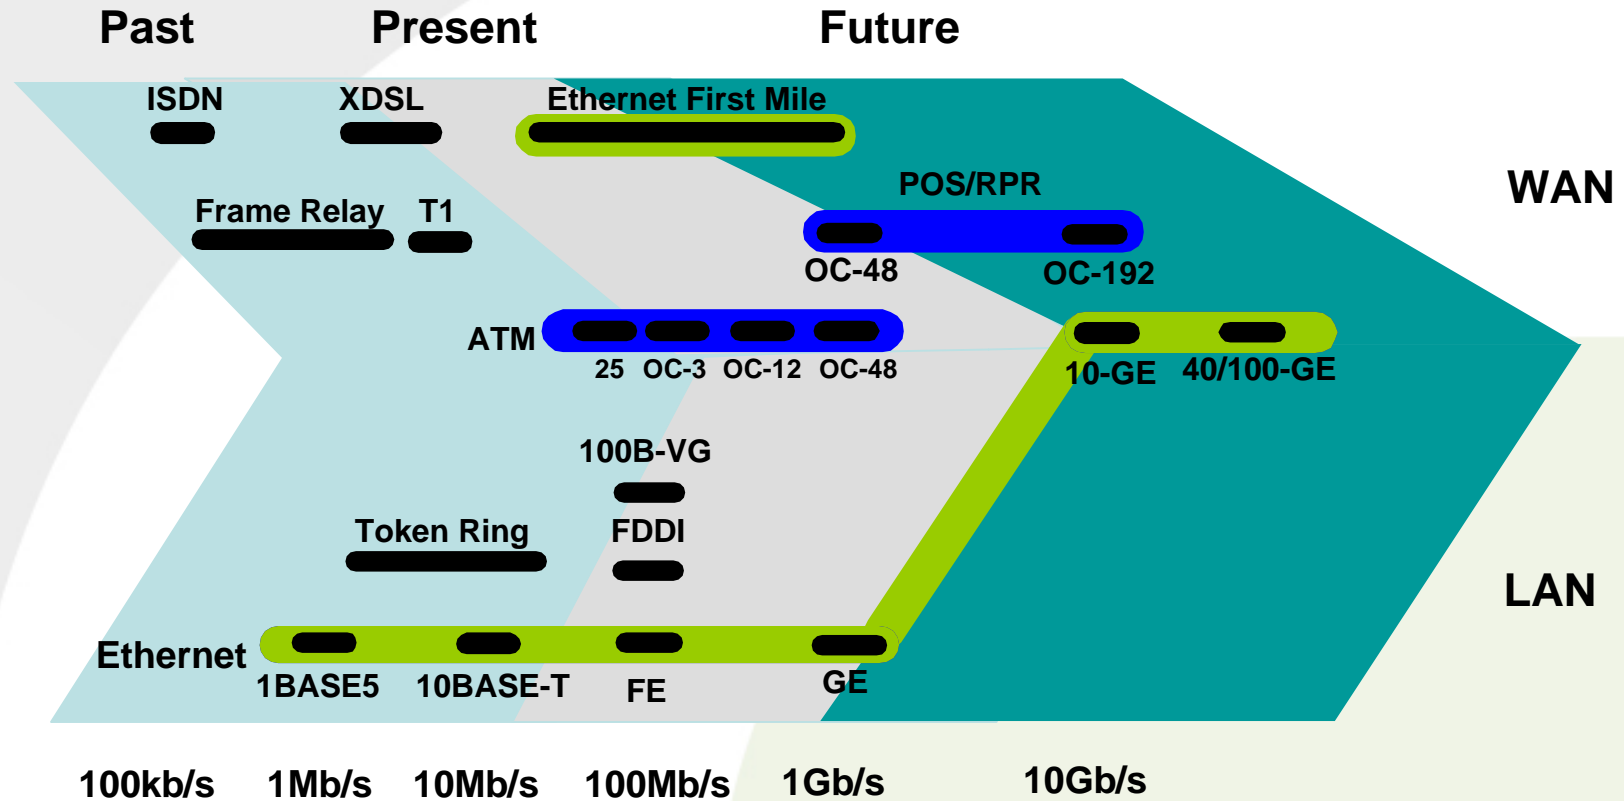 Past Present Future
ISDN XDSL Ethernet First Mile
POS/RPR
WAN
Frame Relay T1
OC-48 OC-192
ATM
25 OC-3 OC-12 OC-48 10-GE 40/100-GE
100B-VG
Token Ring FDDI
LAN
Ethernet
1BASE5 10BASE-T FE GE
100kb/s 1Mb/s 10Mb/s 100Mb/s 1Gb/s 10Gb/s